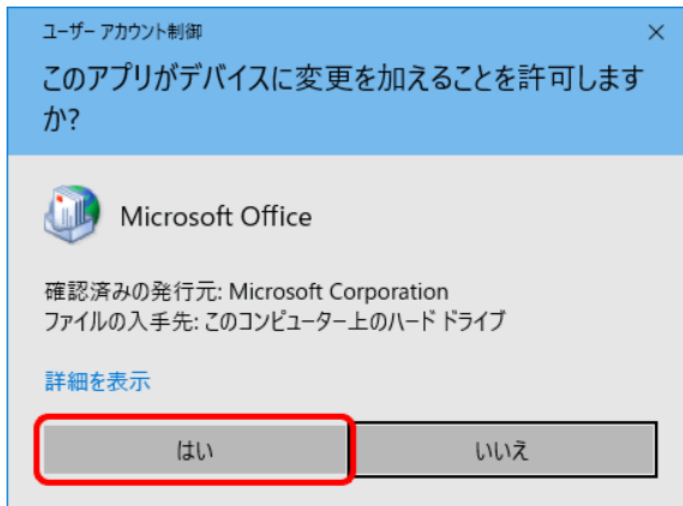 ユーザー アカウント制御
このアプリがデバイスに変更を加えることを許可します
か?
Microsoft Office
確認済みの発行元: Microsoft Corporation
ファイルの入手先: このコンピューター上のハード ドライブ
詳細を表示
はい
いいえ